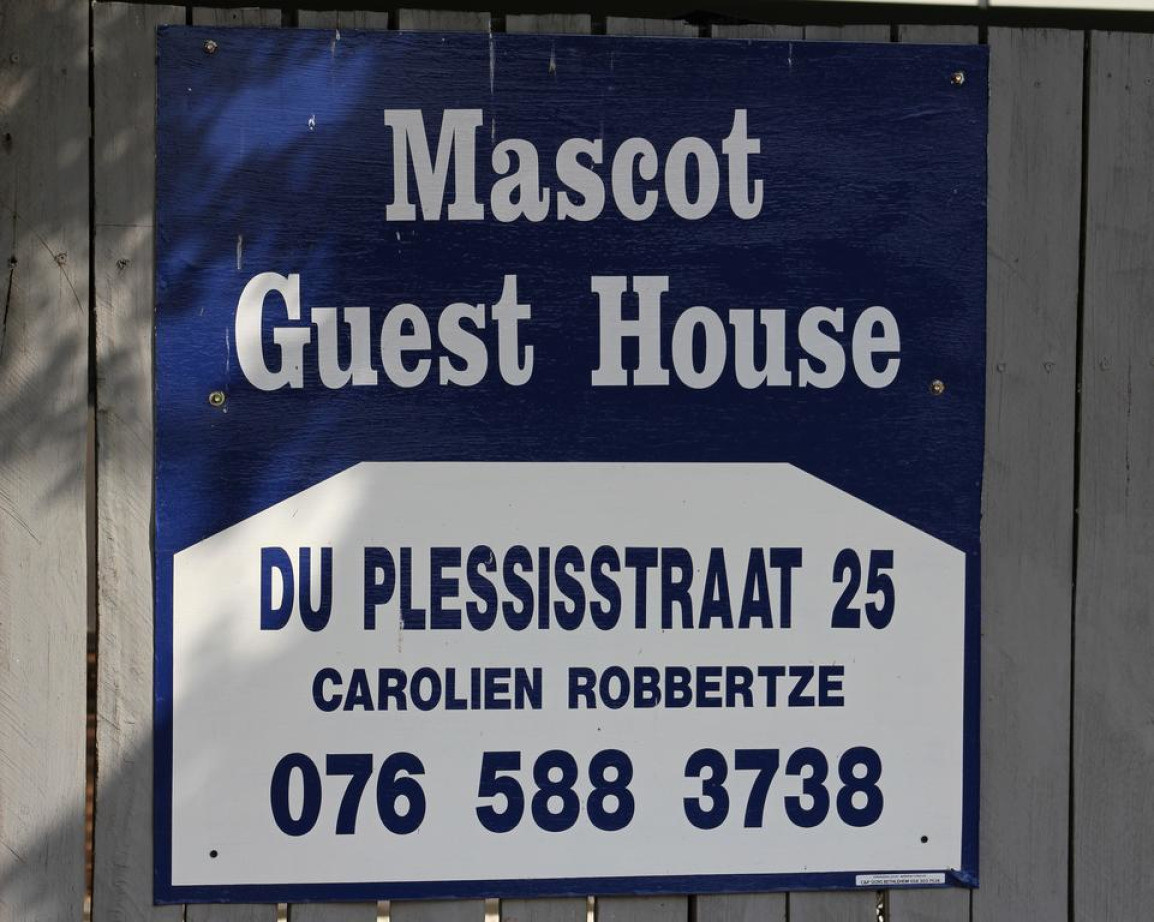 Mascot
Guest House
DU PLESSISSTRAAT 25
CAROLIEN ROBBERTZE
076 588 3738